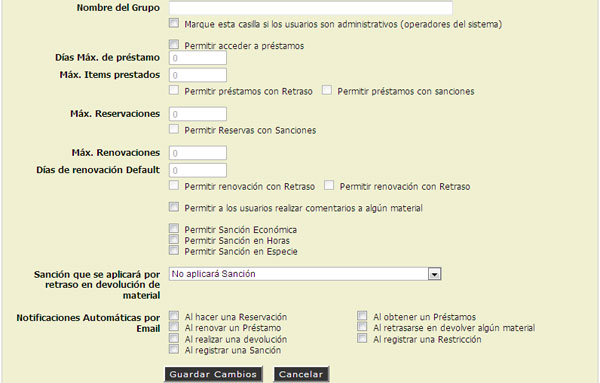 Nombre del Grupo
Marque esta casilla si los usuarios son administrativos (operadores del sistema)
Permitir acceder a préstamos
Días Máx. de préstamo 0
Máx. Items prestados 0
Permitir préstamos con Retraso Permitir préstamos con sanciones
Máx. Reservaciones 0
Permitir Reservas con Sanciones
Máx. Renovaciones 0
Días de renovación Default 0
Permitir renovación con Retraso Permitir renovación con Retraso
Permitir a los usuarios realizar comentarios a algún material
Permitir Sanción Económica
Permitir Sanción en Horas
Permitir Sanción en Especie
Sanción que se aplicará por
retraso en devolución de
material
No aplicará Sanción
Notificaciones Automáticas por
Email
Al hacer una Reservación Al obtener un Préstamos
Al renovar un Préstamo Al retrasarse en devolver algún material
Al realizar una devolución Al registrar una Restricción
Al registrar una Sanción
Guardar Cambios Cancelar